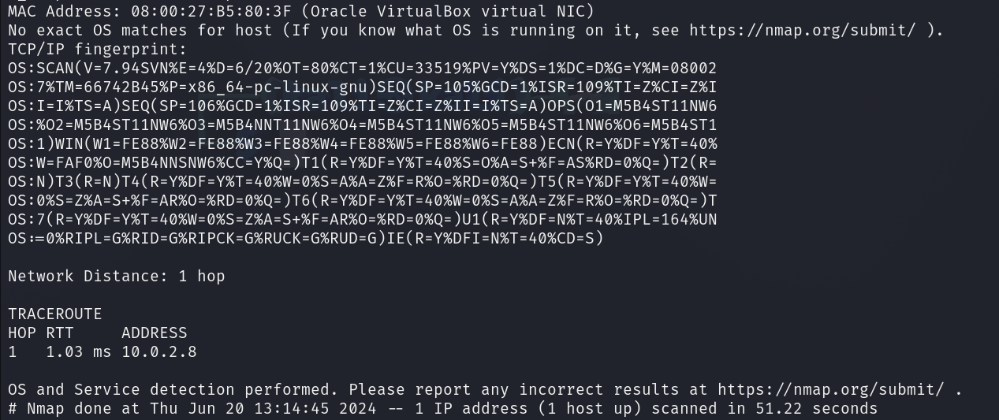 MAC Address: 08:00:27:B5:80:3F (Oracle VirtualBox virtual NIC)
No exact OS matches for host (If you know what OS is running on it, see https://nmap.org/submit/ ).
TCP/IP fingerprint:
OS:SCAN(V=7.94SVN%E=4%D=6/20%OT=80%CT=1%CU=33519%PV=Y%DS=1%DC=D%G=Y%M=08002
OS:7%TM=66742B45%P=x86_64-pc-linux-gnu)SEQ(SP=105%GCD=1%ISR=109%TI=Z%CI=Z%I
OS:I=I%TS=A)SEQ(SP=106%GCD=1%ISR=109%TI=Z%CI=Z%II=I%TS=A)OPS(O1=M5B4ST11NW6
OS:%O2=M5B4ST11NW6%O3=M5B4NNT11NW6%O4=M5B4ST11NW6%O5=M5B4ST11NW6%O6=M5B4ST1
OS:1)WIN(W1=FE88%W2=FE88%W3=FE88%W4=FE88%W5=FE88%W6=FE88)ECN(R=Y%DF=Y%T=40%
OS:W=FAF0%O=M5B4NNSNW6%CC=Y%Q=)T1(R=Y%DF=Y%T=40%S=O%A=S+%F=AS%RD=0%Q=)T2(R=
OS:N)T3(R=N)T4(R=Y%DF=Y%T=40%W=0%S=A%A=Z%F=R%O=%RD=0%Q=)T5(R=Y%DF=Y%T=40%W=
OS:0%S=Z%A=S+%F=AR%O=%RD=0%Q=)T6(R=Y%DF=Y%T=40%W=0%S=A%A=Z%F=R%O=%RD=0%Q=)T
OS:7(R=Y%DF=Y%T=40%W=0%S=Z%A=S+%F=AR%O=%RD=0%Q=)U1(R=Y%DF=N%T=40%IPL=164%UN
OS:=0%RIPL=G%RID=G%RIPCK=G%RUCK=G%RUD=G)IE(R=Y%DFI=N%T=40%CD=S)
Network Distance: 1 hop
TRACEROUTE
HOP RTT     ADDRESS
1   1.03 ms 10.0.2.8
OS and Service detection performed. Please report any incorrect results at https://nmap.org/submit/ .
# Nmap done at Thu Jun 20 13:14:45 2024 -- 1 IP address (1 host up) scanned in 51.22 seconds